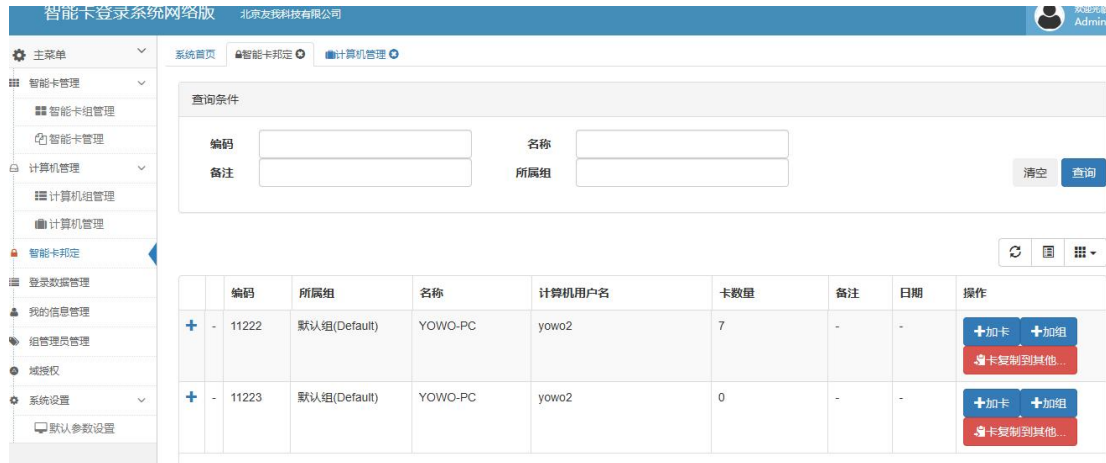 智能卡登录系统网络版 北京友我科技有限公司
欢迎光临
Admin
主菜单
系统首页 智能卡邦定 计算机管理
智能卡管理
智能卡组管理
智能卡管理
计算机管理
计算机组管理
计算机管理
智能卡邦定
登录数据管理
我的信息管理
组管理员管理
域授权
系统设置
默认参数设置
查询条件
编码 名称
备注 所属组
清空 查询
编码 所属组 名称 计算机用户名 卡数量 备注 日期 操作
+ - 11222 默认组(Default) YOWO-PC yowo2 7 - - +加卡 +加组
卡复制到其他...
+ - 11223 默认组(Default) YOWO-PC yowo2 0 - - +加卡 +加组
卡复制到其他...